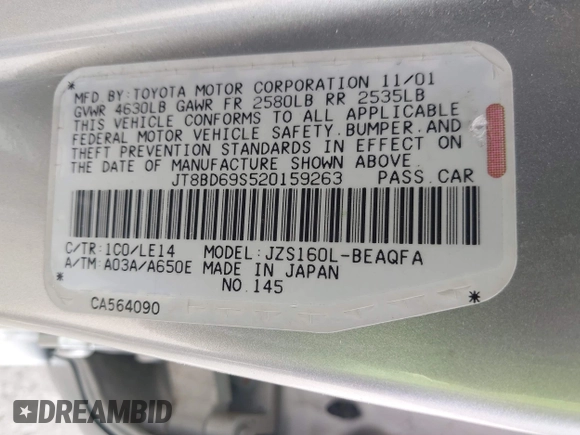 MFD.BY:TOYOTA MOTOR CORPORATION 11/01
GVWR 4630LB GAWR FR 2580LB RR 2535LB
THIS VEHICLE CONFORMS TO ALL APPLICABLE
FEDERAL MOTOR VEHICLE SAFETY.BUMPER.AND
THEFT PREVENTION STANDARDS IN EFFECT ON
THE DATE OF MANUFACTURE SHOWN ABOVE.
JT8BD69S520159263 PASS.CAR
C/TR:1C0/LE14 MODEL:JZS160L-BEAQFA
A/TM:A03A/A650E MADE IN JAPAN
NO.145
CA564090
DREAMBID